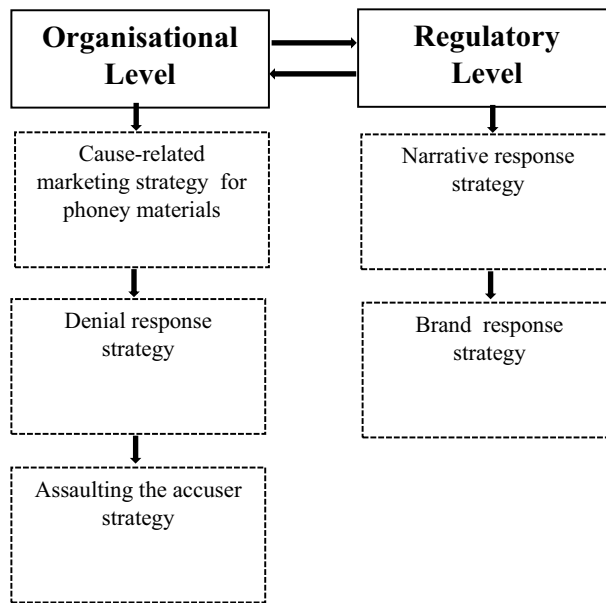 Organisational
Level
Regulatory
Level
Cause-related
marketing strategy for
phoney materials
Narrative response
strategy
Denial response
strategy
Brand response
strategy
Assaulting the accuser
strategy